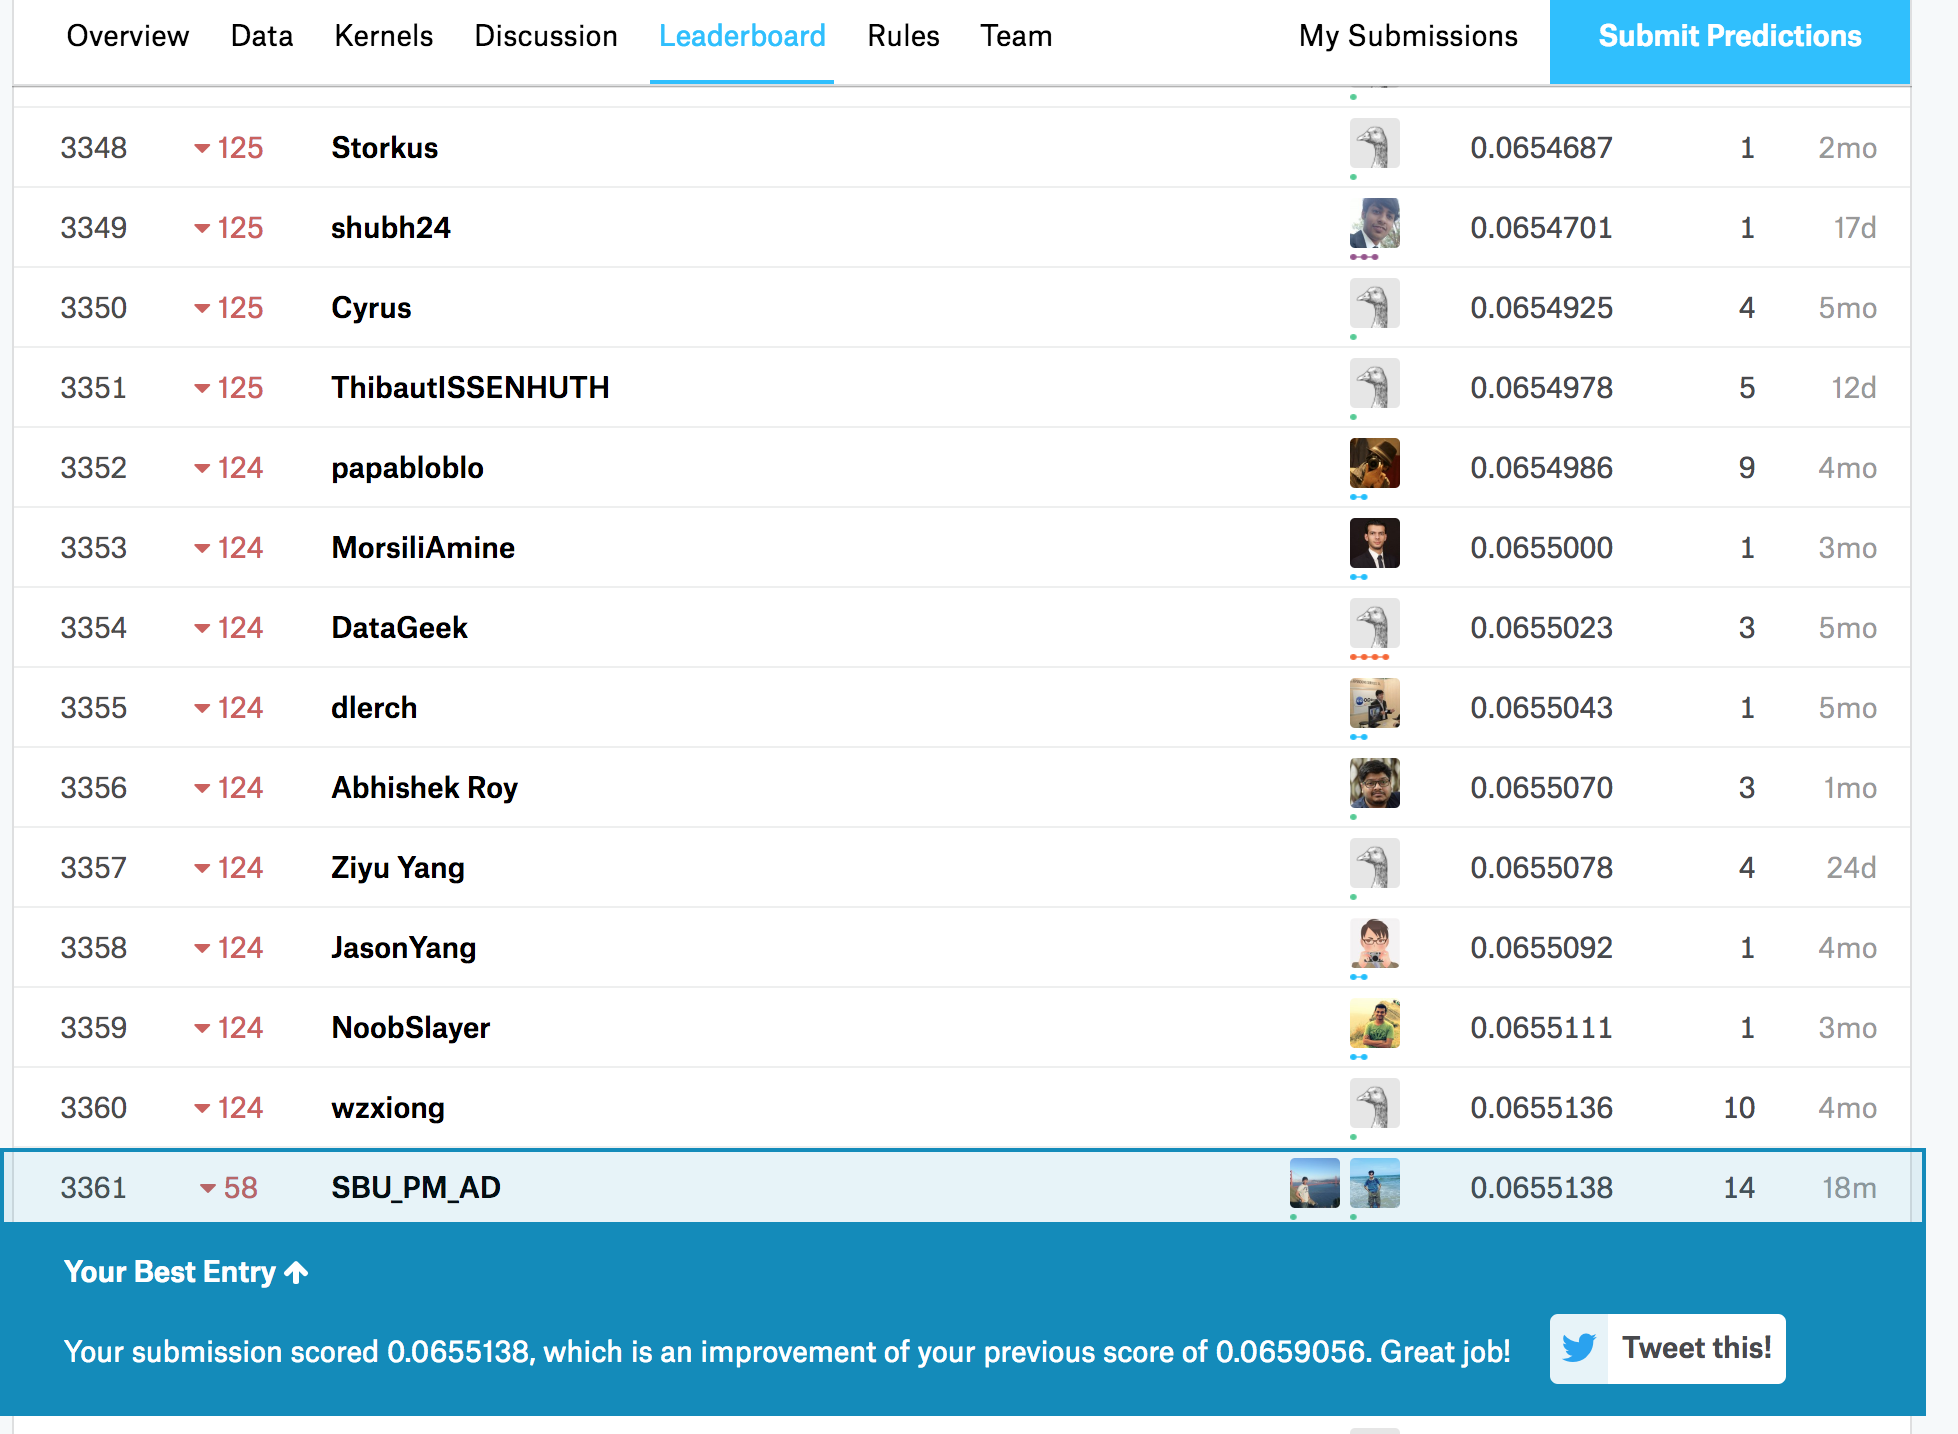 Overview Data Kernels Discussion Leaderboard Rules Team My Submissions Submit Predictions
3348 125 Storkus 0.0654687 1 2mo
3349 125 shubh24 0.0654701 1 17d
3350 125 Cyrus 0.0654925 4 5mo
3351 125 ThibautISSENHUTH 0.0654978 5 12d
3352 124 papabloblo 0.0654986 9 4mo
3353 124 MorsiliAmine 0.0655000 1 3mo
3354 124 DataGeek 0.0655023 3 5mo
3355 124 dlerch 0.0655043 1 5mo
3356 124 Abhishek Roy 0.0655070 3 1mo
3357 124 Ziyu Yang 0.0655078 4 24d
3358 124 JasonYang 0.0655092 1 4mo
3359 124 NoobSlayer 0.0655111 1 3mo
3360 124 wzxiong 0.0655136 10 4mo
3361 58 SBU_PM_AD 0.0655138 14 18m
Your Best Entry
Your submission scored 0.0655138, which is an improvement of your previous score of 0.0659056. Great job! Tweet this!